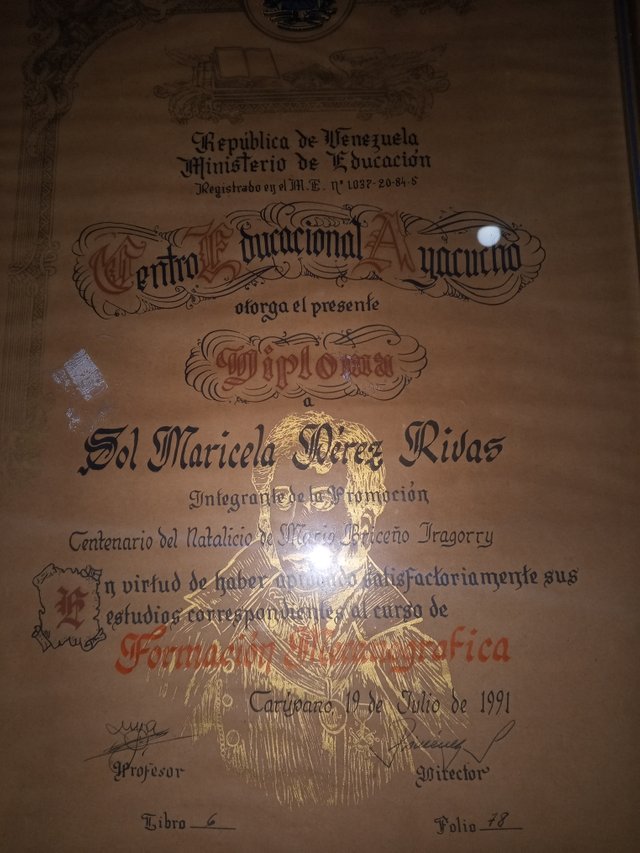 República de Venezuela
Ministerio de Educación
Registrado en el M.E. nº 1.037-20-84-S
Centro Educacional Ayacucho
otorga el presente
Diploma
a
Sol Maricela Pérez Rivas
Integrante de la Promoción
Centenario del Natalicio de Mario Briceño Iragorry
En virtud de haber aprobado satisfactoriamente sus
estudios correspondientes al curso de
Formación Mecanografica
Carúpano, 19 de Julio de 1991
Profesor Director
Libro 6 Folio 78